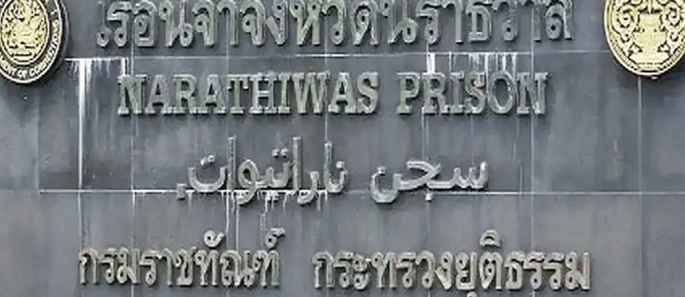 เรือนจำจังหวัดนราธิวาส
NARATHIWAS PRISON
سجن ناراتيوات.
กรมราชทัณฑ์ กระทรวงยุติธรรม